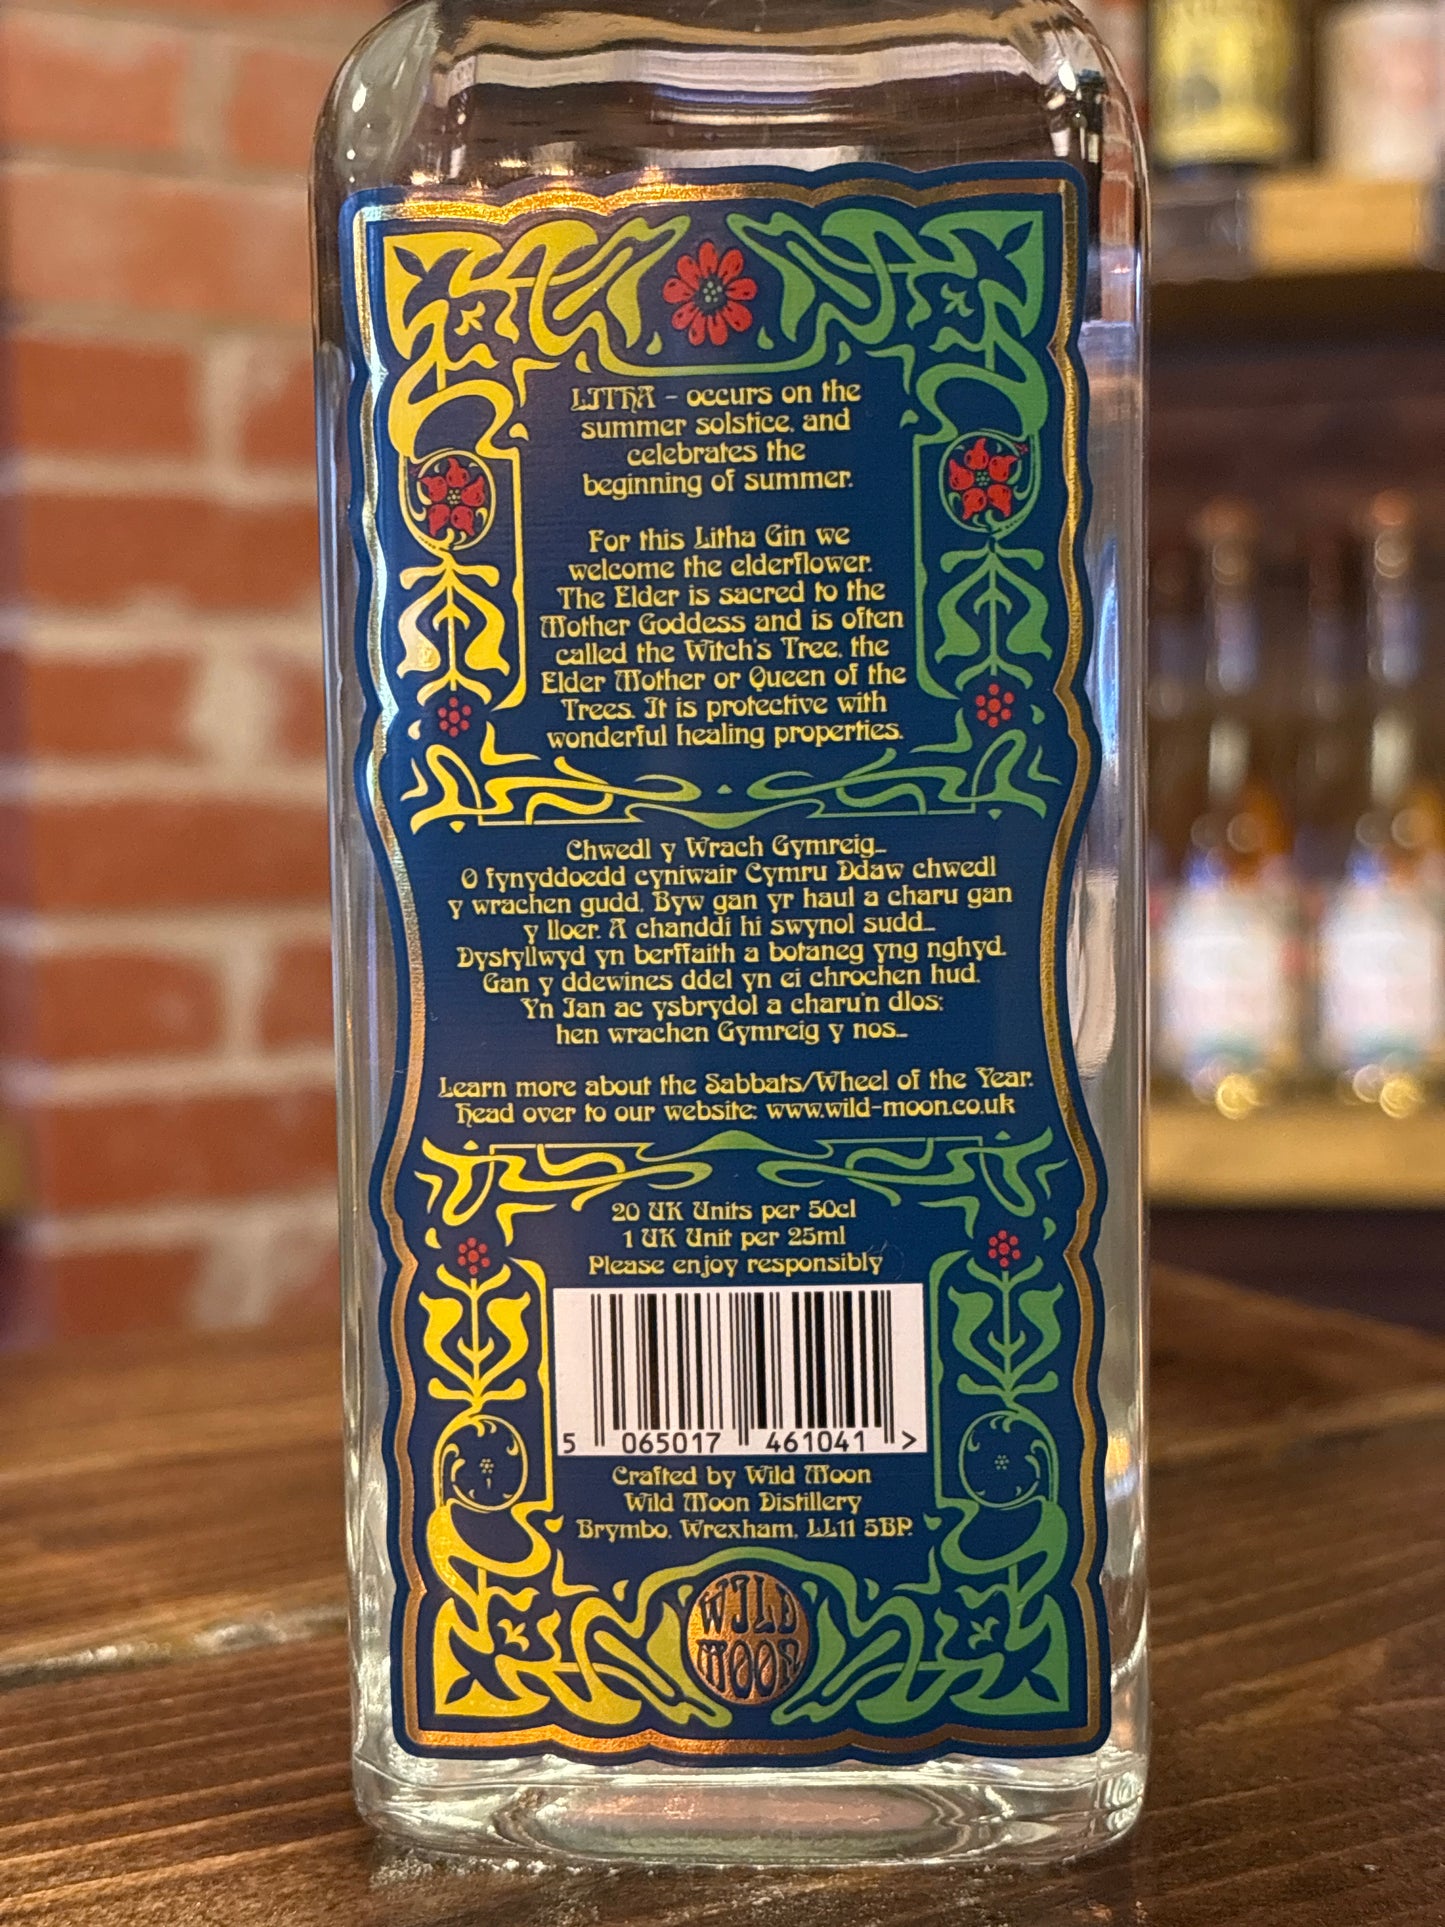 LITHA - occurs on the
summer solstice, and
celebrates the
beginning of summer.
For this Litha Gin we
welcome the elderflower.
The Elder is sacred to the
Mother Goddess and is often
called the Witch's Tree, the
Elder Mother or Queen of the
Trees. It is protective with
wonderful healing properties.
Chwedl y Wrach Gymreig...
O fynyddoedd cyniwair Cymru Ddaw chwedl
y wrachen gudd, Byw gan yr haul a charu gan
y lloer. A chanddi hi swynol sudd...
Dystyllwyd yn berffaith a botaneg yng nghyd.
Gan y ddewines ddel yn ei chrochen hud.
Yn Jan ac ysbrydol a charu'n dlos;
hen wrachen Gymreig y nos...
Learn more about the Sabbats/Wheel of the Year.
Head over to our website: www.wild-moon.co.uk
20 UK Units per 50cl
1 UK Unit per 25ml
Please enjoy responsibly
5 065017 461041 >
Crafted by Wild Moon
Wild Moon Distillery
Brymbo, Wrexham, LL11 5BP.
WILD
MOON